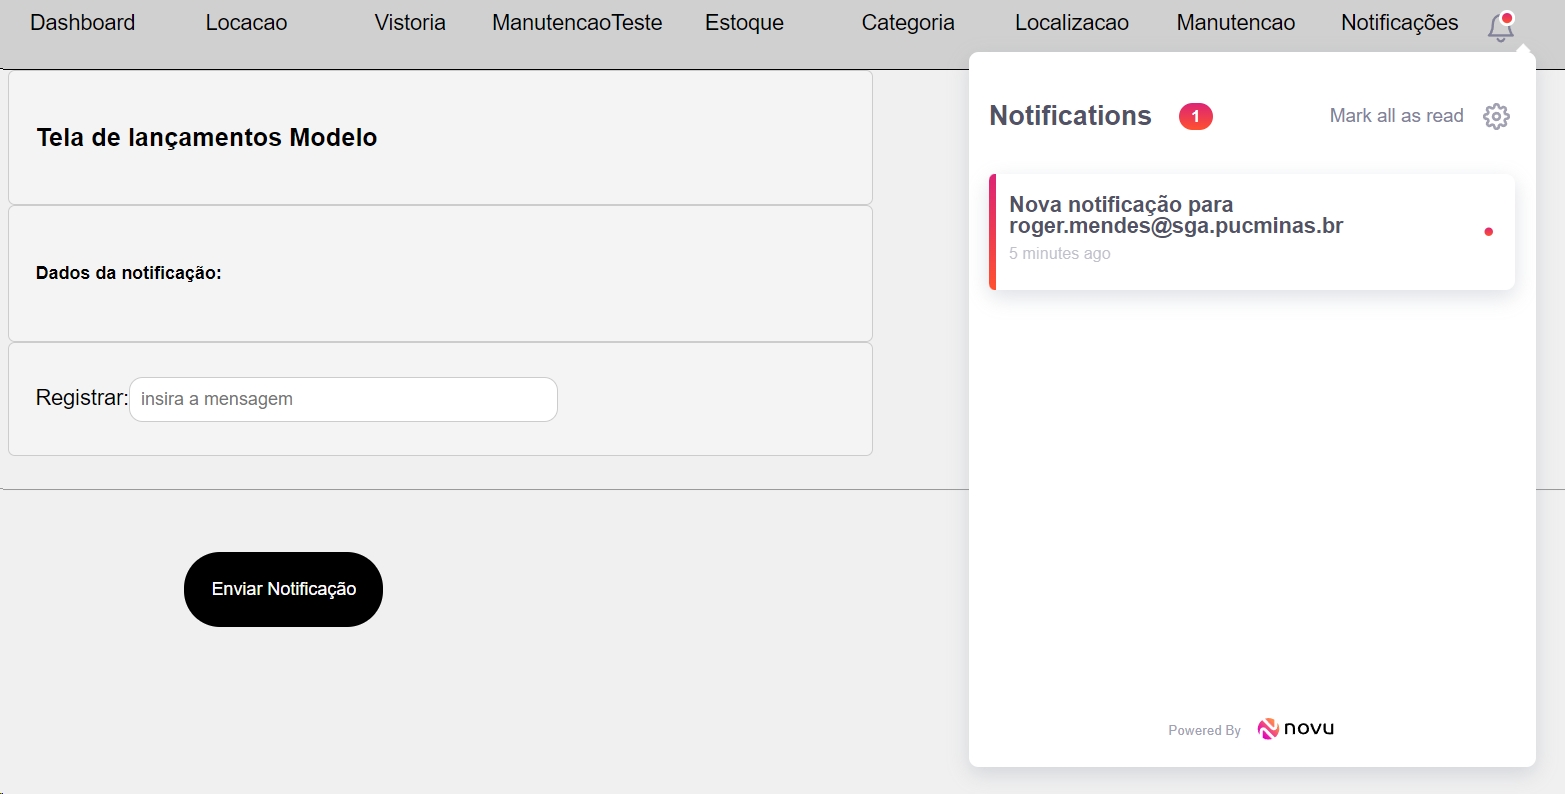 Dashboard Locacao Vistoria ManutencaoTeste Estoque Categoria Localizacao Manutencao Notificações
Tela de lançamentos Modelo
Dados da notificação:
Registrar: insira a mensagem
Enviar Notificação
Notifications 1 Mark all as read
Nova notificação para
roger.mendes@sga.pucminas.br
5 minutes ago
Powered By novu